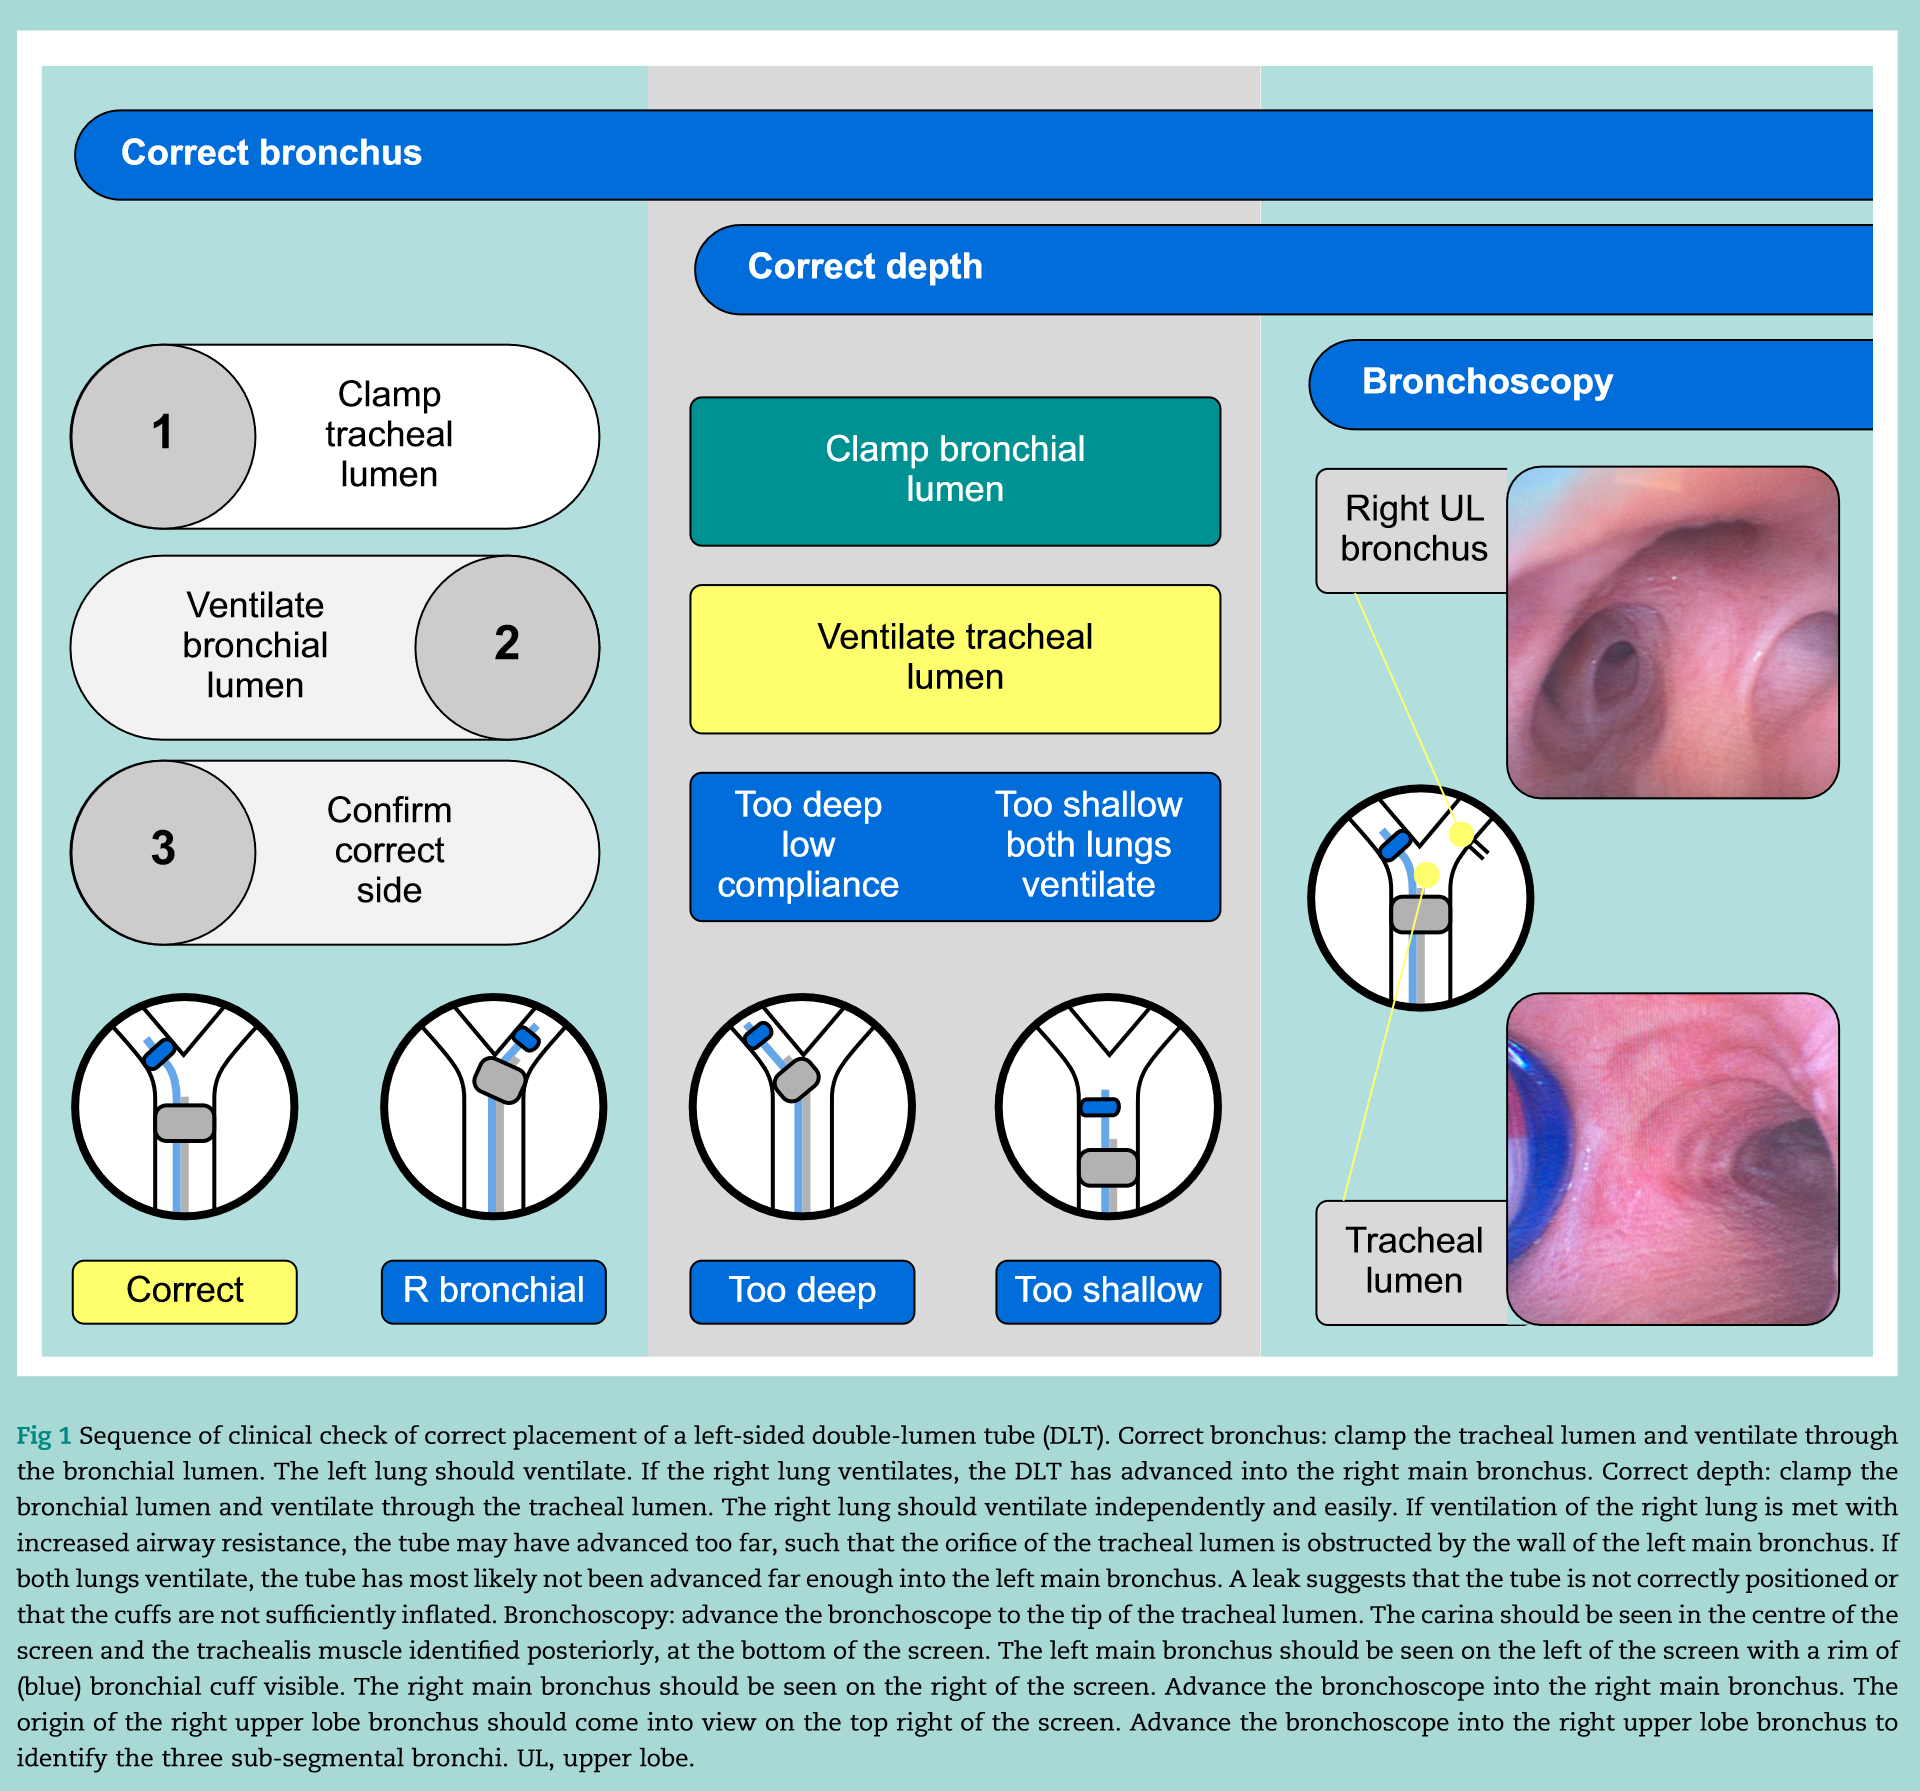 Correct bronchus
Correct depth
Bronchoscopy
1
Clamp
tracheal
lumen
Ventilate
bronchial
lumen
2
3
Confirm
correct
side
Clamp bronchial
lumen
Ventilate tracheal
lumen
Too deep
low
compliance
Too shallow
both lungs
ventilate
Right UL
bronchus
Tracheal
lumen
Correct
R bronchial
Too deep
Too shallow
Fig 1 Sequence of clinical check of correct placement of a left-sided double-lumen tube (DLT). Correct bronchus: clamp the tracheal lumen and ventilate through
the bronchial lumen. The left lung should ventilate. If the right lung ventilates, the DLT has advanced into the right main bronchus. Correct depth: clamp the
bronchial lumen and ventilate through the tracheal lumen. The right lung should ventilate independently and easily. If ventilation of the right lung is met with
increased airway resistance, the tube may have advanced too far, such that the orifice of the tracheal lumen is obstructed by the wall of the left main bronchus. If
both lungs ventilate, the tube has most likely not been advanced far enough into the left main bronchus. A leak suggests that the tube is not correctly positioned or
that the cuffs are not sufficiently inflated. Bronchoscopy: advance the bronchoscope to the tip of the tracheal lumen. The carina should be seen in the centre of the
screen and the trachealis muscle identified posteriorly, at the bottom of the screen. The left main bronchus should be seen on the left of the screen with a rim of
(blue) bronchial cuff visible. The right main bronchus should be seen on the right of the screen. Advance the bronchoscope into the right main bronchus. The
origin of the right upper lobe bronchus should come into view on the top right of the screen. Advance the bronchoscope into the right upper lobe bronchus to
identify the three sub-segmental bronchi. UL, upper lobe.